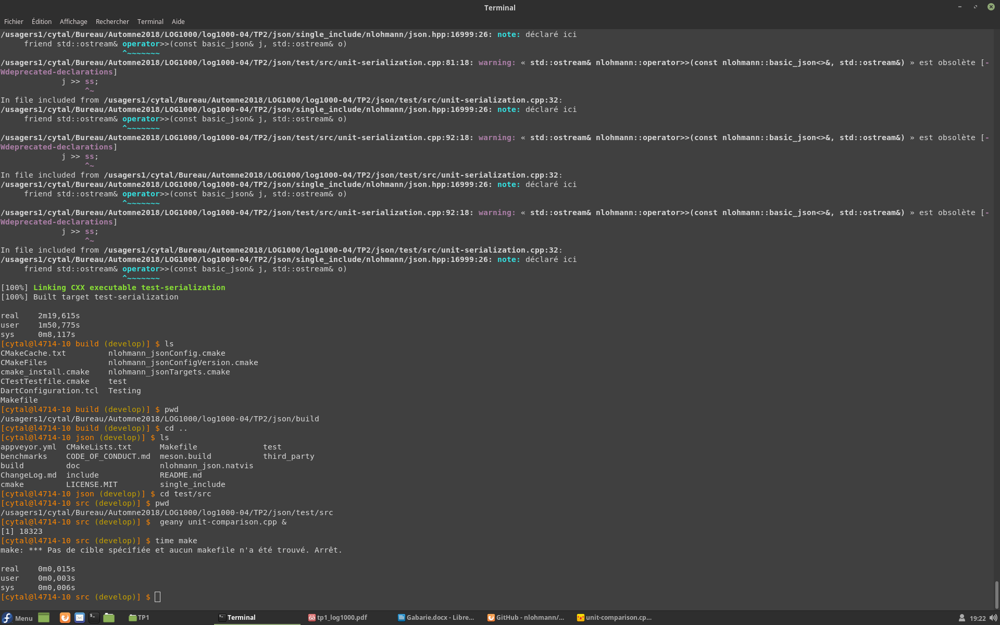 Terminal
Fichier Édition Affichage Rechercher Terminal Aide
/usagers1/cytal/Bureau/Automne2018/LOG1000/log1000-04/TP2/json/single_include/nlohmann/json.hpp:16999:26: note: déclaré ici
     friend std::ostream& operator>>(const basic_json& j, std::ostream& o)
                          ^~~~~~~~
/usagers1/cytal/Bureau/Automne2018/LOG1000/log1000-04/TP2/json/test/src/unit-serialization.cpp:81:18: warning: « std::ostream& nlohmann::operator>>(const nlohmann::basic_json<>&, std::ostream&) » est obsolète [-
Wdeprecated-declarations]
             j >> ss;
                  ^~
In file included from /usagers1/cytal/Bureau/Automne2018/LOG1000/log1000-04/TP2/json/test/src/unit-serialization.cpp:32:
/usagers1/cytal/Bureau/Automne2018/LOG1000/log1000-04/TP2/json/single_include/nlohmann/json.hpp:16999:26: note: déclaré ici
     friend std::ostream& operator>>(const basic_json& j, std::ostream& o)
                          ^~~~~~~~
/usagers1/cytal/Bureau/Automne2018/LOG1000/log1000-04/TP2/json/test/src/unit-serialization.cpp:92:18: warning: « std::ostream& nlohmann::operator>>(const nlohmann::basic_json<>&, std::ostream&) » est obsolète [-
Wdeprecated-declarations]
             j >> ss;
                  ^~
In file included from /usagers1/cytal/Bureau/Automne2018/LOG1000/log1000-04/TP2/json/test/src/unit-serialization.cpp:32:
/usagers1/cytal/Bureau/Automne2018/LOG1000/log1000-04/TP2/json/single_include/nlohmann/json.hpp:16999:26: note: déclaré ici
     friend std::ostream& operator>>(const basic_json& j, std::ostream& o)
                          ^~~~~~~~
/usagers1/cytal/Bureau/Automne2018/LOG1000/log1000-04/TP2/json/test/src/unit-serialization.cpp:92:18: warning: « std::ostream& nlohmann::operator>>(const nlohmann::basic_json<>&, std::ostream&) » est obsolète [-
Wdeprecated-declarations]
             j >> ss;
                  ^~
In file included from /usagers1/cytal/Bureau/Automne2018/LOG1000/log1000-04/TP2/json/test/src/unit-serialization.cpp:32:
/usagers1/cytal/Bureau/Automne2018/LOG1000/log1000-04/TP2/json/single_include/nlohmann/json.hpp:16999:26: note: déclaré ici
     friend std::ostream& operator>>(const basic_json& j, std::ostream& o)
                          ^~~~~~~~
[100%] Linking CXX executable test-serialization
[100%] Built target test-serialization
real    2m19,615s
user    1m50,775s
sys     0m8,117s
[cytal@l4714-10 build (develop)] $ ls
CMakeCache.txt         nlohmann_jsonConfig.cmake
CMakeFiles             nlohmann_jsonConfigVersion.cmake
cmake_install.cmake    nlohmann_jsonTargets.cmake
CTestTestfile.cmake    test
DartConfiguration.tcl  Testing
Makefile
[cytal@l4714-10 build (develop)] $ pwd
/usagers1/cytal/Bureau/Automne2018/LOG1000/log1000-04/TP2/json/build
[cytal@l4714-10 build (develop)] $ cd ..
[cytal@l4714-10 json (develop)] $ ls
appveyor.yml  CMakeLists.txt      Makefile              test
benchmarks    CODE_OF_CONDUCT.md  meson.build           third_party
build         doc                 nlohmann_json.natvis
ChangeLog.md  include             README.md
cmake         LICENSE.MIT         single_include
[cytal@l4714-10 json (develop)] $ cd test/src
[cytal@l4714-10 src (develop)] $ pwd
/usagers1/cytal/Bureau/Automne2018/LOG1000/log1000-04/TP2/json/test/src
[cytal@l4714-10 src (develop)] $  geany unit-comparison.cpp &
[1] 18323
[cytal@l4714-10 src (develop)] $ time make
make: *** Pas de cible spécifiée et aucun makefile n'a été trouvé. Arrêt.
real    0m0,015s
user    0m0,003s
sys     0m0,006s
[cytal@l4714-10 src (develop)] $
Menu TP1 Terminal tp1_log1000.pdf Gabarie.docx - Libre... GitHub - nlohmann/... unit-comparison.cp... 19:22